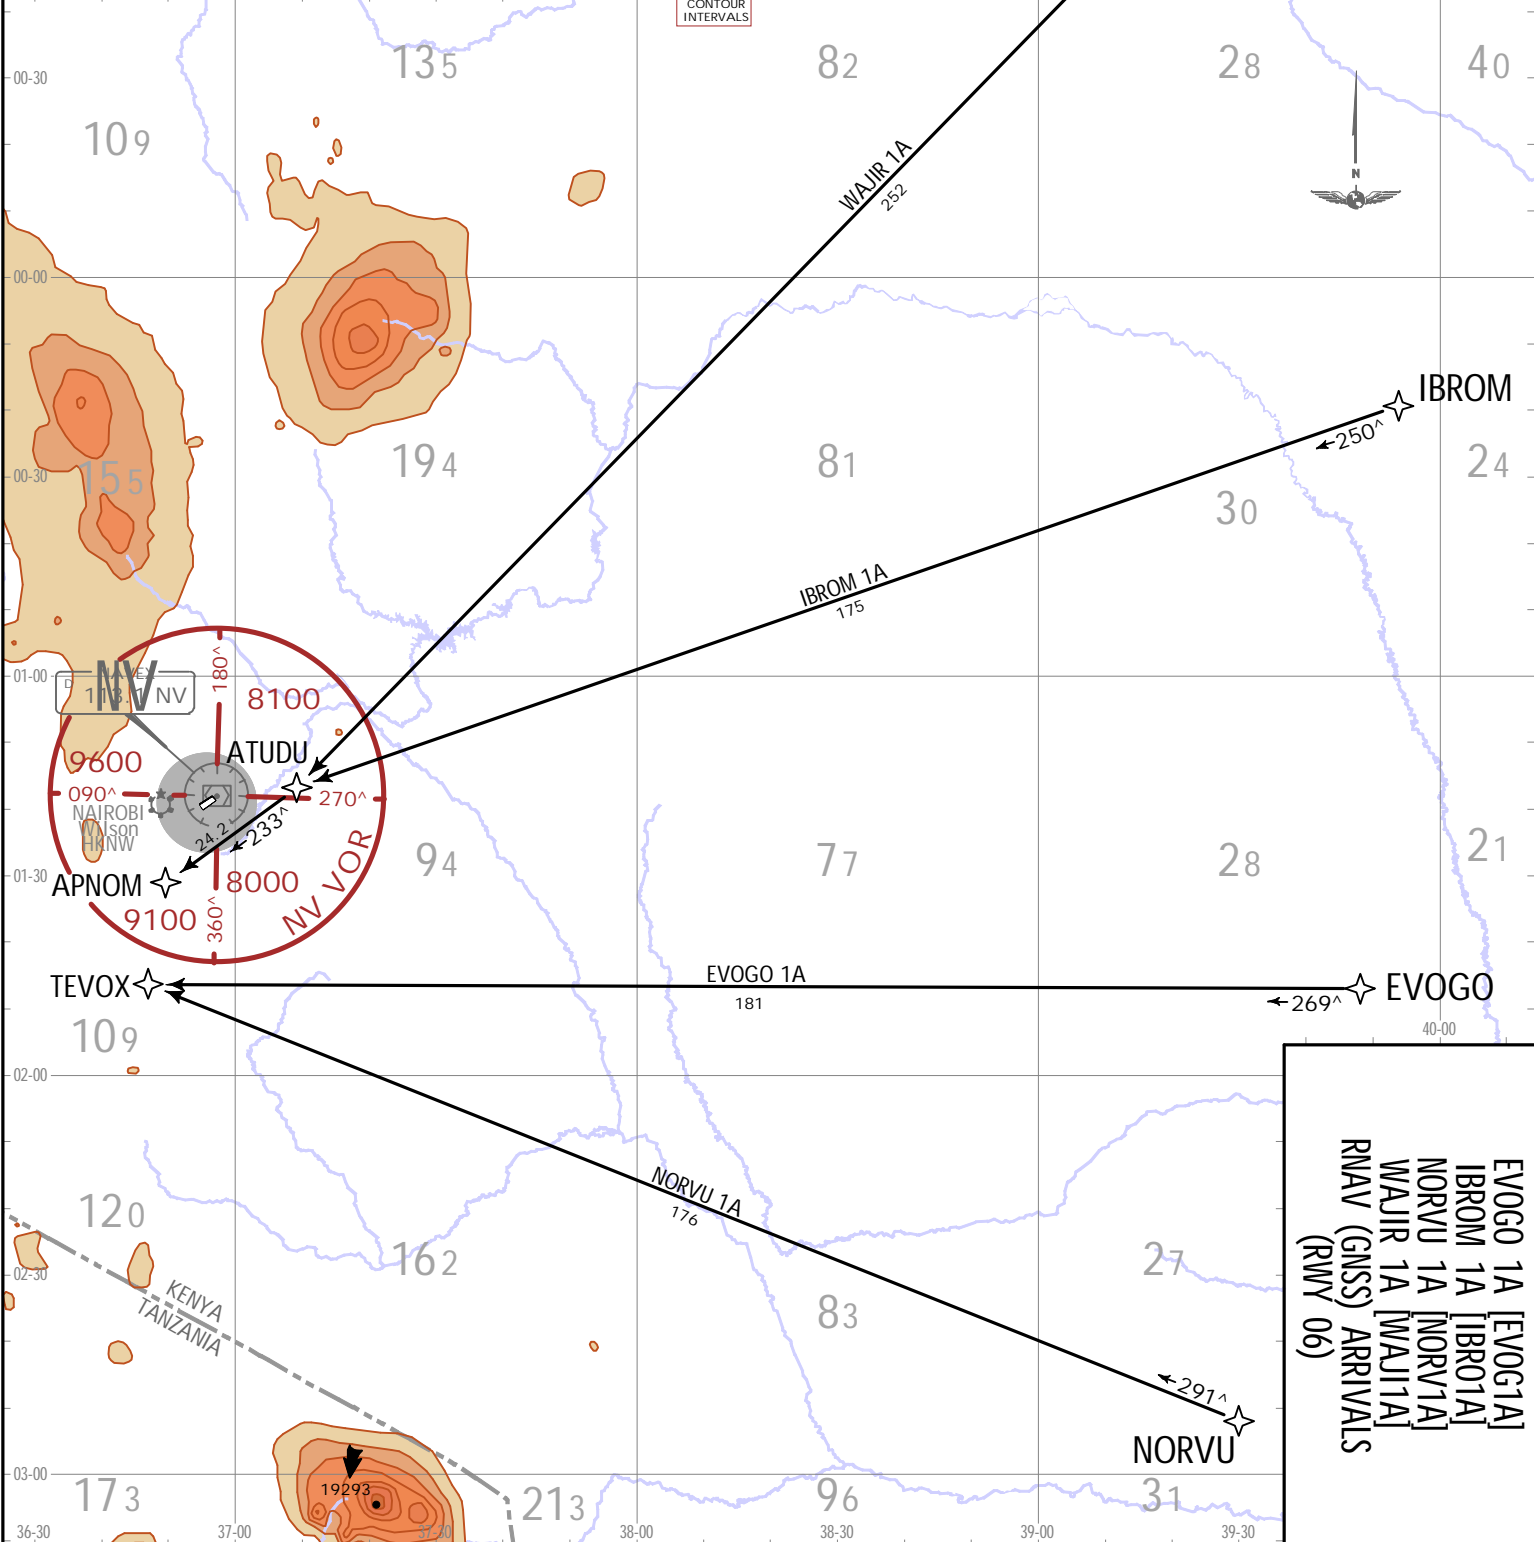 CONTOUR
INTERVALS
135
82
28
40
00-30
109
WAJIR 1A
252
N
00-00
IBROM
250^
194
81
24
00-30
155
30
IBROM 1A
175
01-00
180^
8100
NV
113.1 NV
D
ATUDU
9600
090^
270^
NAIROBI
Wilson
HKNW
24.2
233^
94
77
28
21
01-30
APNOM
8000
9100
360^
NV VOR
TEVOX
EVOGO 1A
181
269^
EVOGO
40-00
109
02-00
NORVU 1A
176
120
162
27
02-30
KENYA
TANZANIA
83
291^
NORVU
03-00
19293
173
213
96
31
36-30
37-00
37-30
38-00
38-30
39-00
39-30
EVOGO 1A [EVOG1A]
IBROM 1A [IBRO1A]
NORVU 1A [NORV1A]
WAJIR 1A [WAJI1A]
RNAV (GNSS) ARRIVALS
(RWY 06)